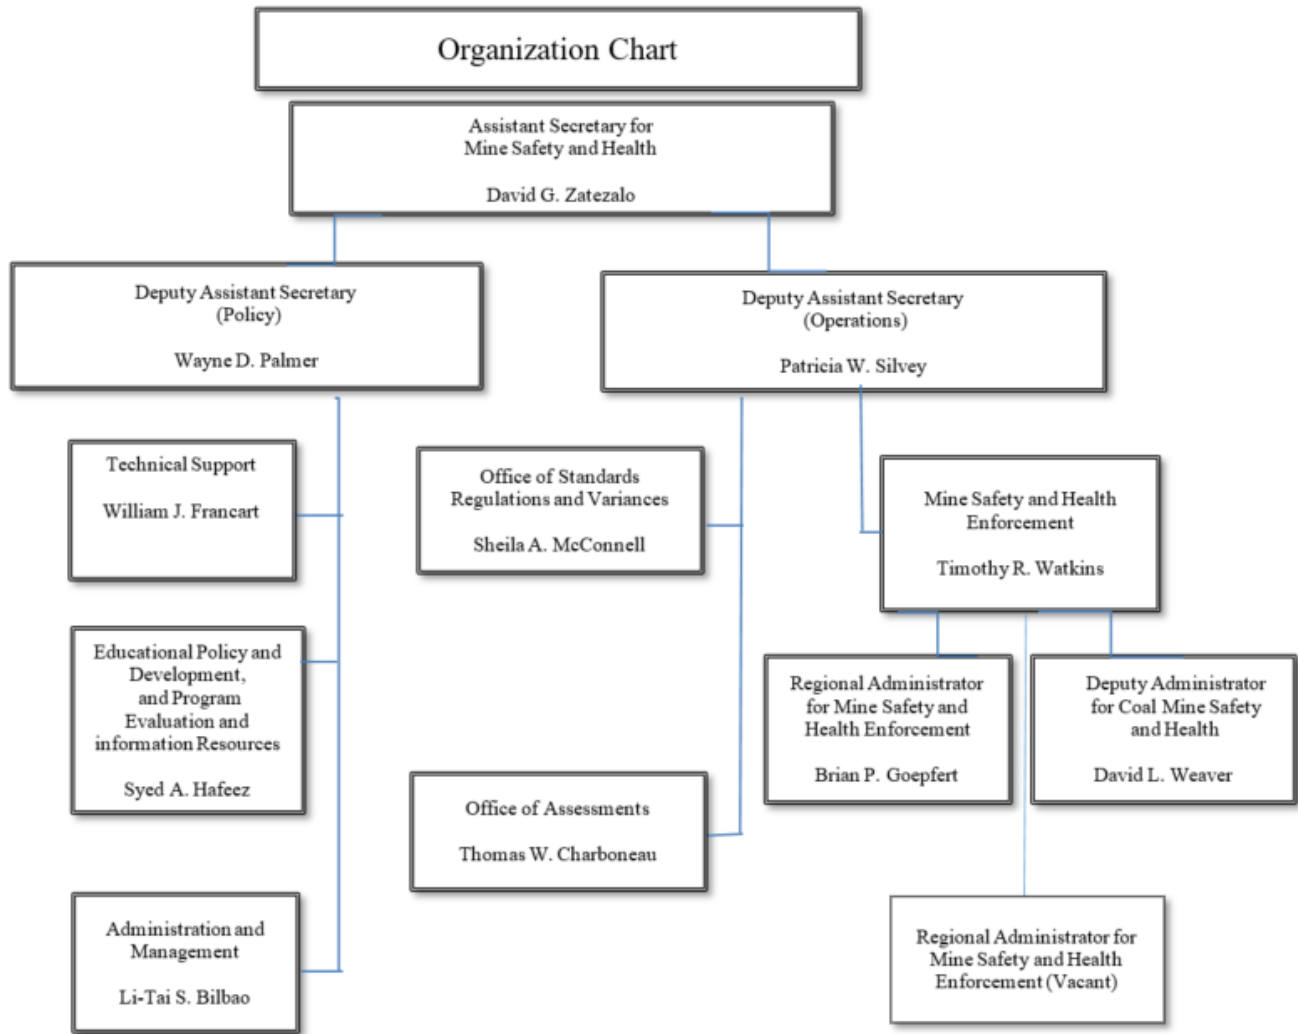 Organization Chart
Assistant Secretary for
Mine Safety and Health
David G. Zatezalo
Deputy Assistant Secretary
(Policy)
Wayne D. Palmer
Deputy Assistant Secretary
(Operations)
Patricia W. Silvey
Technical Support
William J. Francart
Educational Policy and
Development,
and Program
Evaluation and
information Resources
Syed A. Hafeez
Administration and
Management
Li-Tai S. Bilbao
Office of Standards
Regulations and Variances
Sheila A. McConnell
Office of Assessments
Thomas W. Charboneau
Mine Safety and Health
Enforcement
Timothy R. Watkins
Regional Administrator
for Mine Safety and
Health Enforcement
Brian P. Goepfert
Deputy Administrator
for Coal Mine Safety
and Health
David L. Weaver
Regional Administrator for
Mine Safety and Health
Enforcement (Vacant)